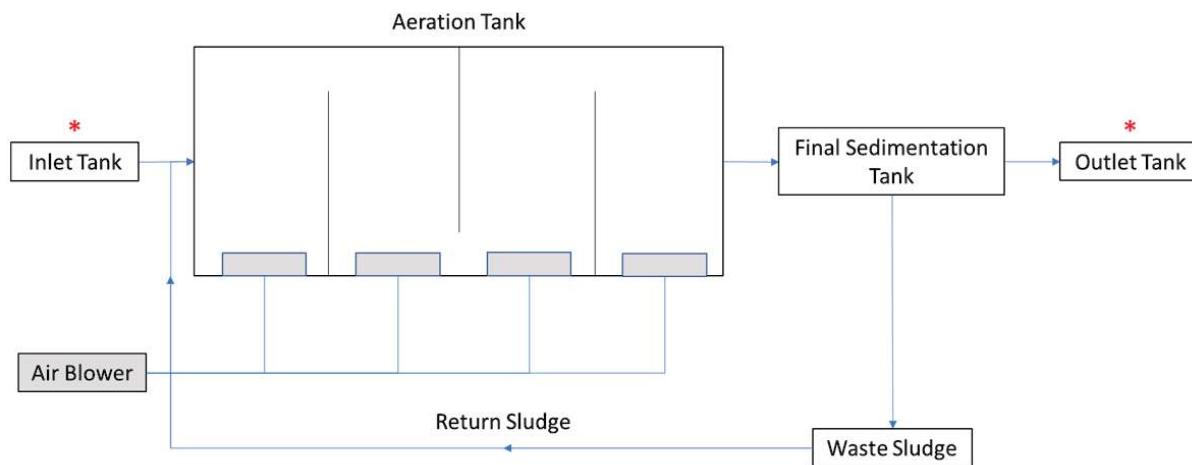 Aeration Tank
*
*
Inlet Tank
Final Sedimentation
Tank
Outlet Tank
Air Blower
Return Sludge
Waste Sludge